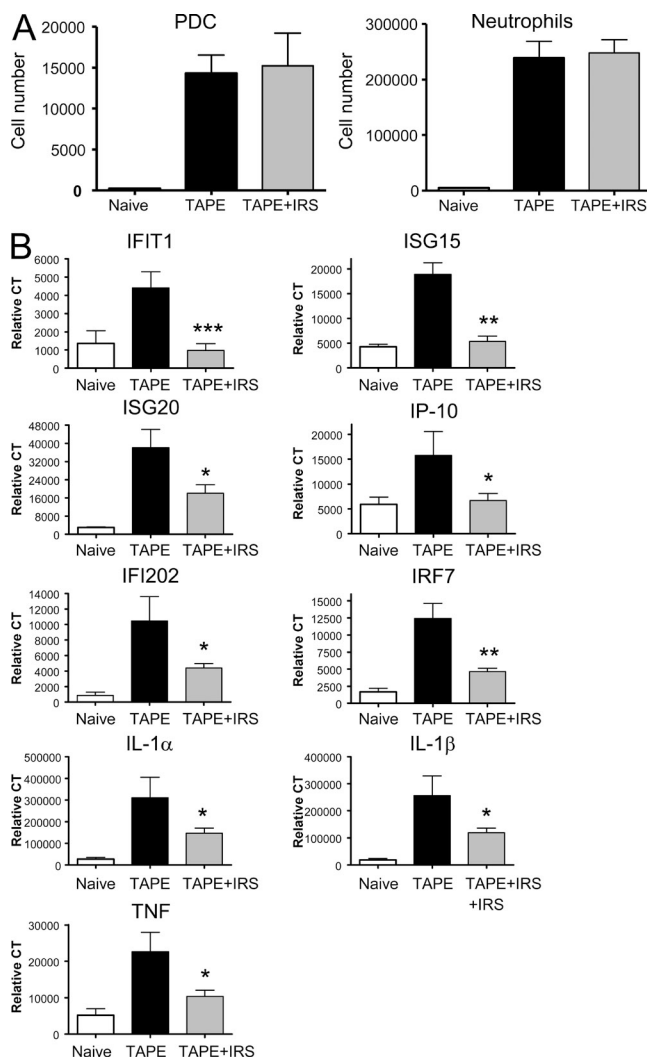 A
PDC
Cell number
20000
15000
10000
5000
0
Naive
TAPE
TAPE+IRS
Neutrophils
Cell number
300000
200000
100000
0
Naive
TAPE
TAPE+IRS
B
IFIT1
Relative CT
6000
5000
4000
3000
2000
1000
0
***
Naive
TAPE
TAPE+IRS
ISG15
Relative CT
20000
15000
10000
5000
0
**
Naive
TAPE
TAPE+IRS
ISG20
Relative CT
48000
40000
32000
24000
16000
8000
0
*
Naive
TAPE
TAPE+IRS
IP-10
Relative CT
20000
15000
10000
5000
0
*
Naive
TAPE
TAPE+IRS
IFI202
Relative CT
14000
12000
10000
8000
6000
4000
2000
0
*
Naive
TAPE
TAPE+IRS
IRF7
Relative CT
15000
12500
10000
7500
5000
2500
0
**
Naive
TAPE
TAPE+IRS
IL-1α
Relative CT
500000
400000
300000
200000
100000
0
*
Naive
TAPE
TAPE+IRS
IL-1β
Relative CT
400000
300000
200000
100000
0
*
Naive
TAPE
TAPE+IRS
+IRS
TNF
Relative CT
30000
20000
10000
0
*
Naive
TAPE
TAPE+IRS